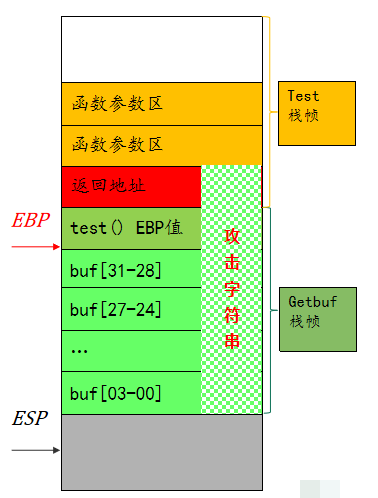 函数参数区
函数参数区
返回地址
test() EBP值
buf[31-28]
buf[27-24]
…
buf[03-00]
攻
击
字
符
串
EBP
ESP
Test
栈帧
Getbuf
栈帧